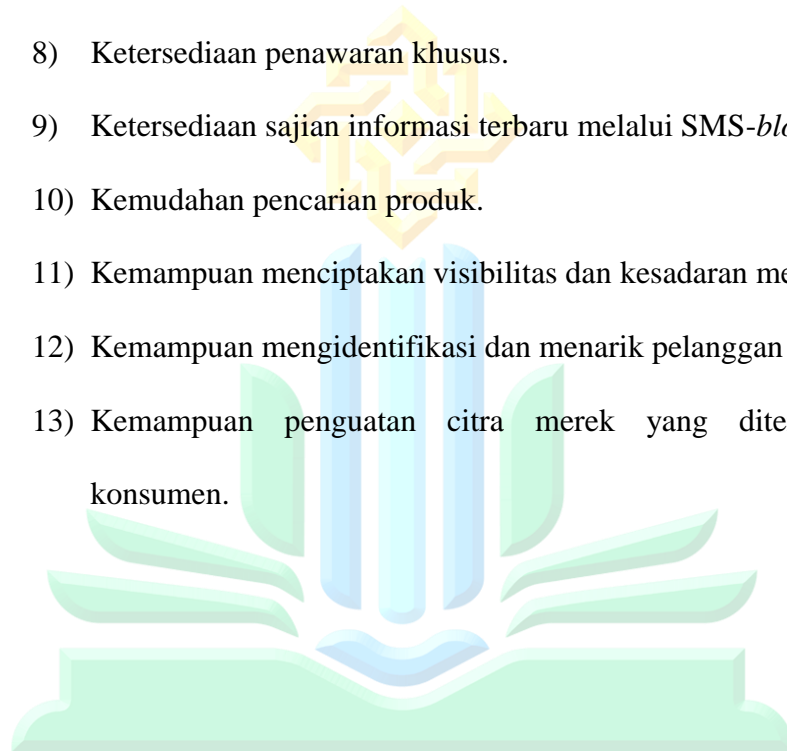 8) Ketersediaan penawaran khusus.
9) Ketersediaan sajian informasi terbaru melalui SMS-
10) Kemudahan pencarian produk.
11) Kemampuan menciptakan visibilitas dan kesadaran
12) Kemampuan mengidentifikasi dan menarik pelanggan
13) Kemampuan penguatan citra merek yang
konsumen.